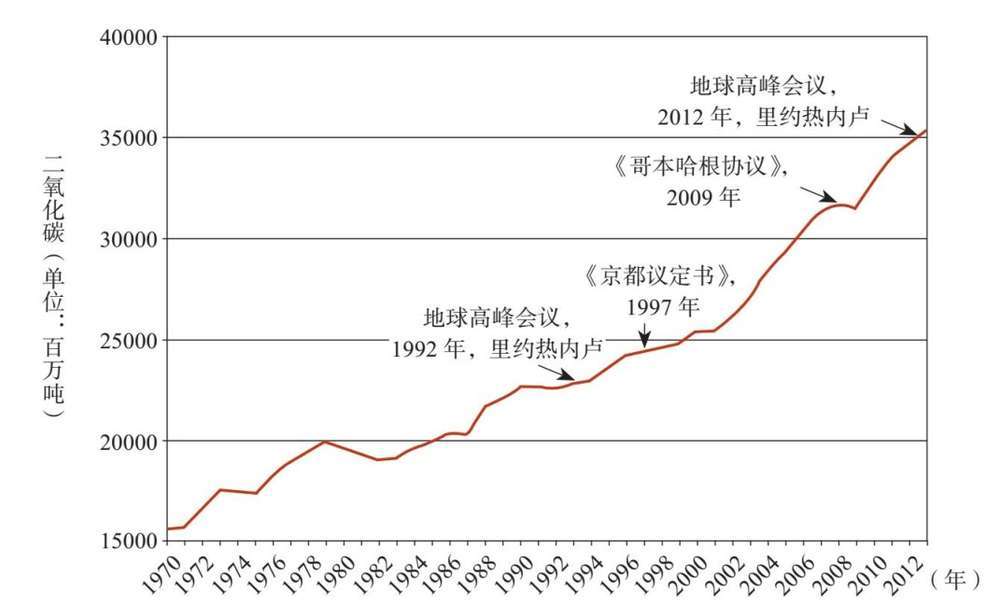 40000
35000
30000
25000
20000
15000
二氧化碳（单位：百万吨）
地球高峰会议，
2012 年，里约热内卢
《哥本哈根协议》，
2009 年
《京都议定书》，
1997 年
地球高峰会议，
1992 年，里约热内卢
1970 1972 1974 1976 1978 1980 1982 1984 1986 1988 1990 1992 1994 1996 1998 2000 2002 2004 2006 2008 2010 2012 （年）